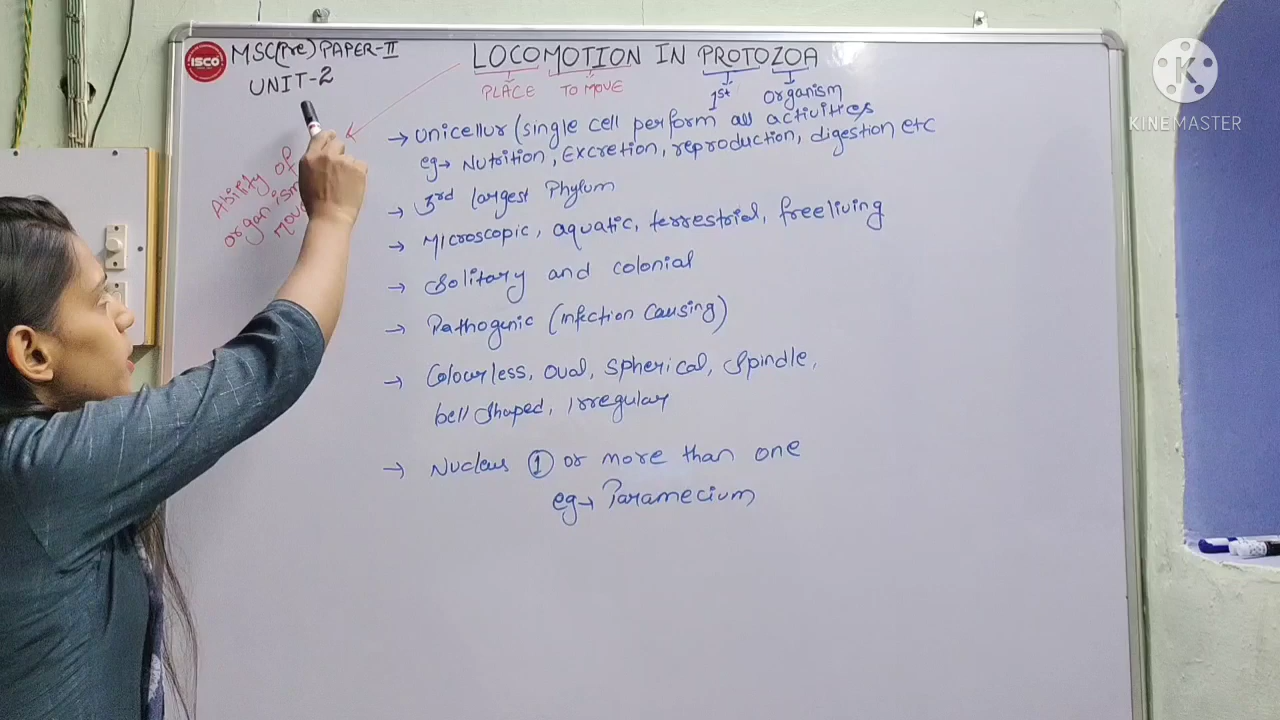 ISCO
MSC(Pre) PAPER-II
UNIT-2
LOCOMOTION IN PROTOZOA
PLACE TO MOVE 1st organism
Ability of
organism
move
→ Unicellur (single cell perform all activities
eg→ Nutrition, Excretion, reproduction, digestion etc
→ 3rd largest Phylum
→ Microscopic, aquatic, terrestrial, freeliving
→ Solitary and colonial
→ Pathogenic (infection causing)
→ Colourless, oval, spherical, spindle,
bell shaped, irregular
→ Nucleus 1 or more than one
eg→ Paramecium
K
KINEMASTER